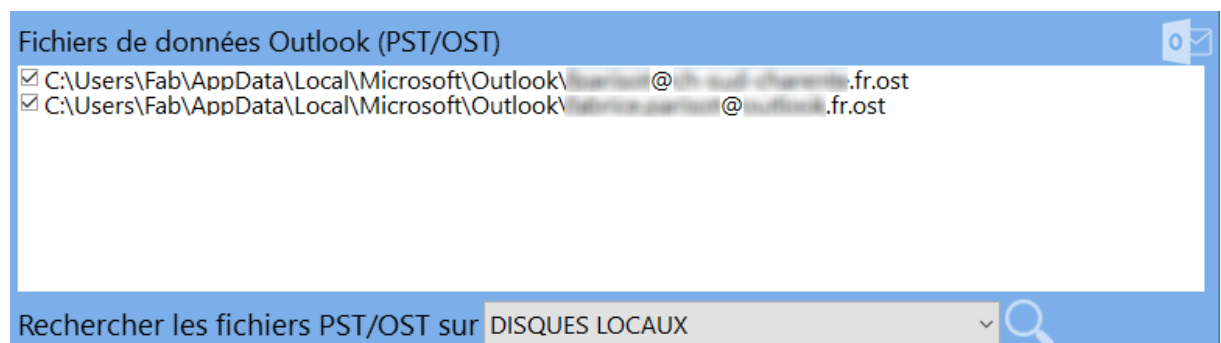 Fichiers de données Outlook (PST/OST)
C:\Users\Fab\AppData\Local\Microsoft\Outlook\ @ .fr.ost
C:\Users\Fab\AppData\Local\Microsoft\Outlook\ @ .fr.ost
Rechercher les fichiers PST/OST sur DISQUES LOCAUX